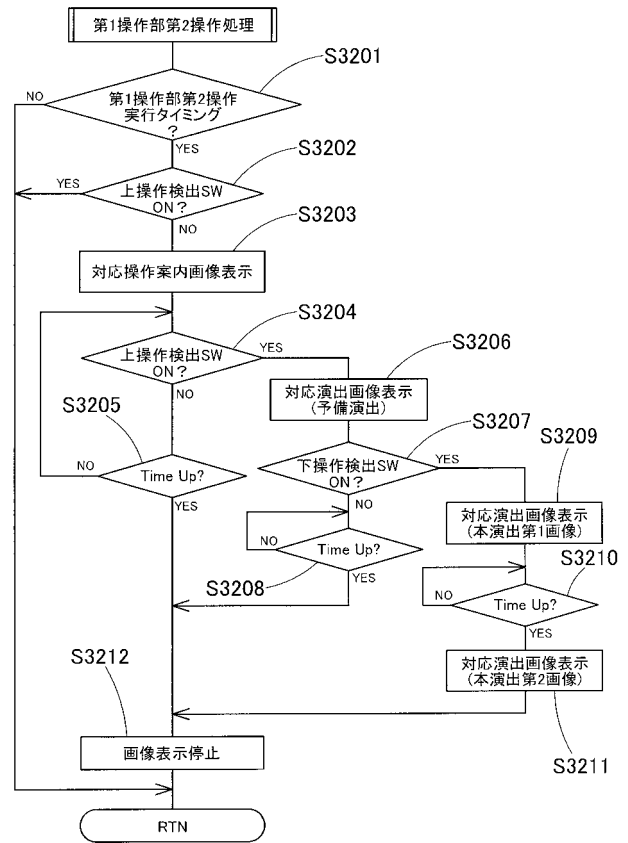 第1操作部第2操作処理
S3201
NO
第1操作部第2操作
実行タイミング
?
YES
S3202
YES
上操作検出SW
ON?
NO
S3203
対応操作案内画像表示
S3204
上操作検出SW
ON?
YES
NO
S3206
対応演出画像表示
(予備演出)
S3205
S3207
S3209
NO
Time Up?
YES
下操作検出SW
ON?
YES
NO
対応演出画像表示
(本演出第1画像)
NO
Time Up?
YES
S3208
S3210
NO
Time Up?
YES
S3212
対応演出画像表示
(本演出第2画像)
画像表示停止
S3211
RTN